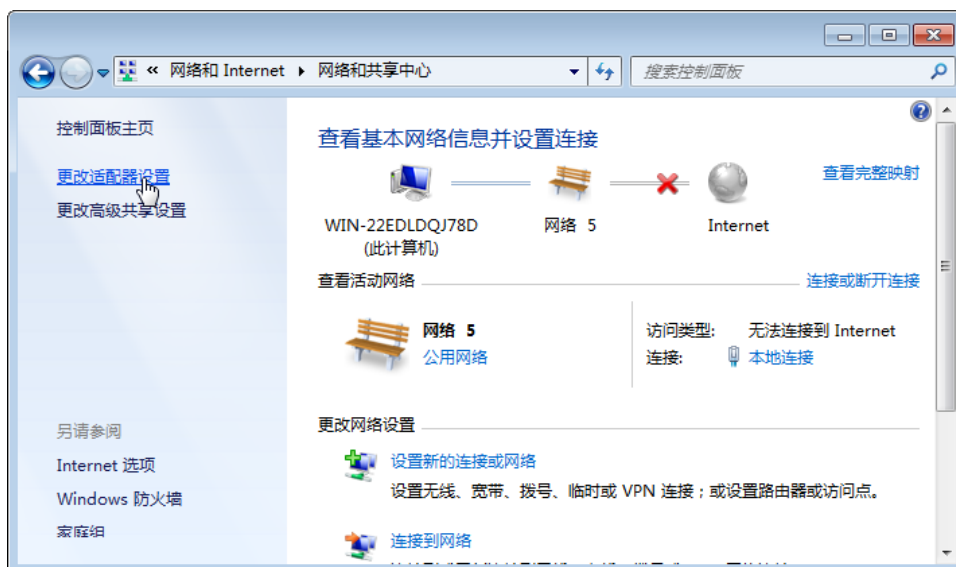 « 网络和 Internet ▸ 网络和共享中心
搜索控制面板
控制面板主页
更改适配器设置
更改高级共享设置
查看基本网络信息并设置连接
查看完整映射
WIN-22EDLDQJ78D
(此计算机)
网络 5
Internet
查看活动网络
连接或断开连接
网络 5
公用网络
访问类型: 无法连接到 Internet
连接: 本地连接
更改网络设置
设置新的连接或网络
设置无线、宽带、拨号、临时或 VPN 连接；或设置路由器或访问点。
连接到网络
另请参阅
Internet 选项
Windows 防火墙
家庭组